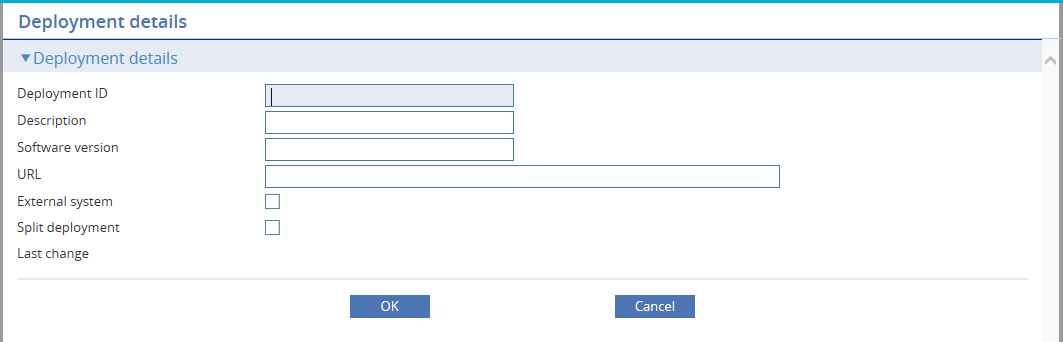 Deployment details
Deployment details
Deployment ID
Description
Software version
URL
External system
Split deployment
Last change
OK Cancel